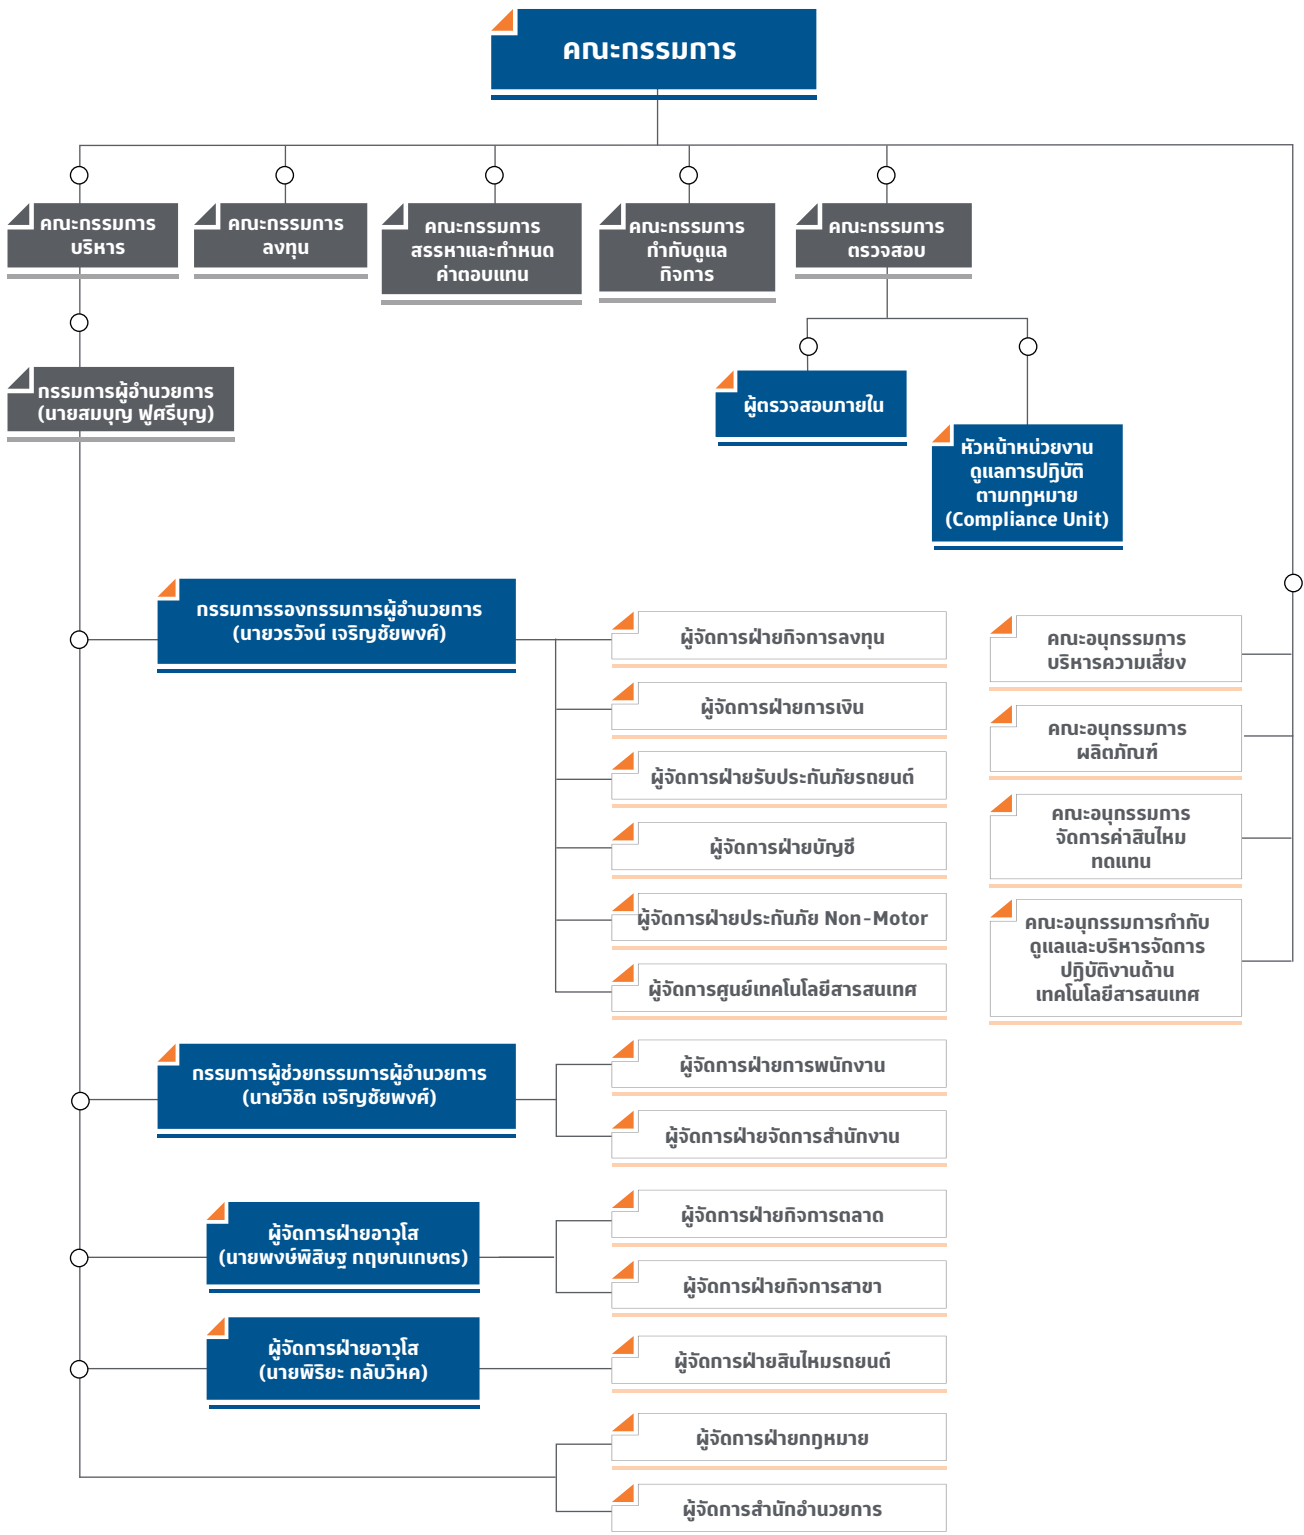 คณะกรรมการ
คณะกรรมการ
บริหาร
คณะกรรมการ
ลงทุน
คณะกรรมการ
สรรหาและกำหนด
ค่าตอบแทน
คณะกรรมการ
กำกับดูแล
กิจการ
คณะกรรมการ
ตรวจสอบ
กรรมการผู้อำนวยการ
(นายสมบุญ ฟูศรีบุญ)
ผู้ตรวจสอบภายใน
หัวหน้าหน่วยงาน
ดูแลการปฏิบัติ
ตามกฎหมาย
(Compliance Unit)
กรรมการรองกรรมการผู้อำนวยการ
(นายวรวัจน์ เจริญชัยพงศ์)
ผู้จัดการฝ่ายกิจการลงทุน
ผู้จัดการฝ่ายการเงิน
ผู้จัดการฝ่ายรับประกันภัยรถยนต์
ผู้จัดการฝ่ายบัญชี
ผู้จัดการฝ่ายประกันภัย Non-Motor
ผู้จัดการศูนย์เทคโนโลยีสารสนเทศ
คณะอนุกรรมการ
บริหารความเสี่ยง
คณะอนุกรรมการ
ผลิตภัณฑ์
คณะอนุกรรมการ
จัดการค่าสินไหม
ทดแทน
คณะอนุกรรมการกำกับ
ดูแลและบริหารจัดการ
ปฏิบัติงานด้าน
เทคโนโลยีสารสนเทศ
กรรมการผู้ช่วยกรรมการผู้อำนวยการ
(นายวิชิต เจริญชัยพงศ์)
ผู้จัดการฝ่ายการพนักงาน
ผู้จัดการฝ่ายจัดการสำนักงาน
ผู้จัดการฝ่ายอาวุโส
(นายพงษ์พิสิษฐ กฤษณเกษตร)
ผู้จัดการฝ่ายกิจการตลาด
ผู้จัดการฝ่ายกิจการสาขา
ผู้จัดการฝ่ายอาวุโส
(นายพิริยะ กลับวิหค)
ผู้จัดการฝ่ายสินไหมรถยนต์
ผู้จัดการฝ่ายกฎหมาย
ผู้จัดการสำนักอำนวยการ